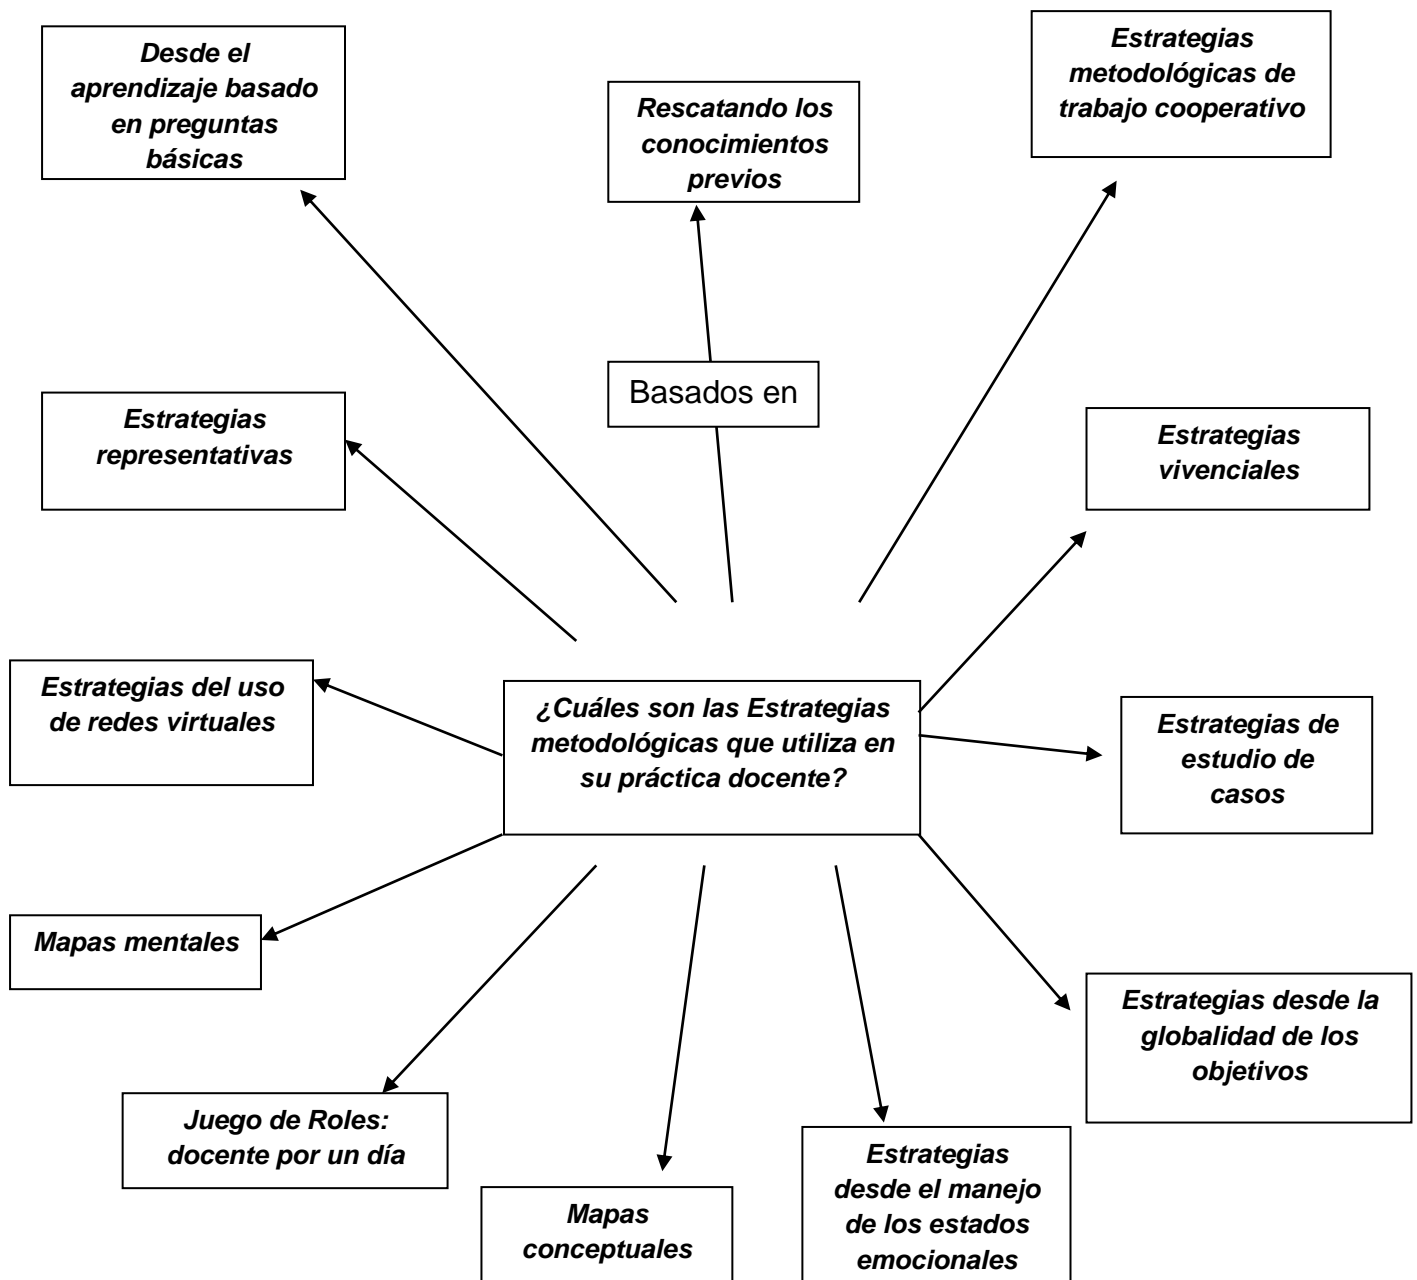 Desde el
aprendizaje basado
en preguntas
básicas
Rescatando los
conocimientos
previos
Estrategias
metodológicas de
trabajo cooperativo
Basados en
Estrategias
representativas
Estrategias
vivenciales
Estrategias del uso
de redes virtuales
¿Cuáles son las Estrategias
metodológicas que utiliza en
su práctica docente?
Estrategias de
estudio de
casos
Mapas mentales
Estrategias desde la
globalidad de los
objetivos
Juego de Roles:
docente por un día
Mapas
conceptuales
Estrategias
desde el manejo
de los estados
emocionales